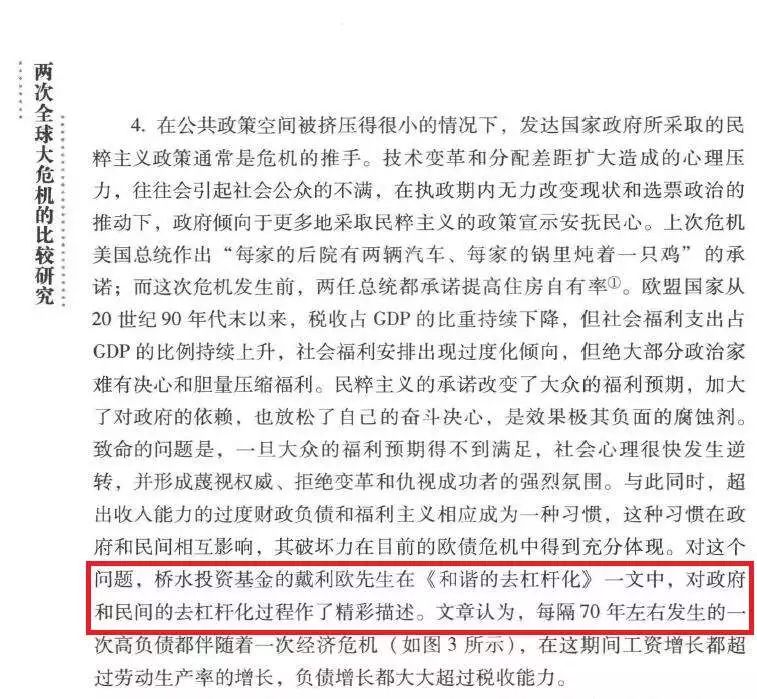 两次全球大危机的比较研究
4. 在公共政策空间被挤压得很小的情况下，发达国家政府所采取的民
粹主义政策通常是危机的推手。技术变革和分配差距扩大造成的心理压
力，往往会引起社会公众的不满，在执政期内无力改变现状和选票政治的
推动下，政府倾向于更多地采取民粹主义的政策宣示安抚民心。上次危机
美国总统作出“每家的后院有两辆汽车、每家的锅里炖着一只鸡”的承
诺；而这次危机发生前，两任总统都承诺提高住房自有率①。欧盟国家从
20 世纪 90 年代末以来，税收占 GDP 的比重持续下降，但社会福利支出占
GDP 的比例持续上升，社会福利安排出现过度化倾向，但绝大部分政治家
难有决心和胆量压缩福利。民粹主义的承诺改变了大众的福利预期，加大
了对政府的依赖，也放松了自己的奋斗决心，是效果极其负面的腐蚀剂。
致命的问题是，一旦大众的福利预期得不到满足，社会心理很快发生逆
转，并形成蔑视权威、拒绝变革和仇视成功者的强烈氛围。与此同时，超
出收入能力的过度财政负债和福利主义相应成为一种习惯，这种习惯在政
府和民间相互影响，其破坏力在目前的欧债危机中得到充分体现。对这个
问题，桥水投资基金的戴利欧先生在《和谐的去杠杆化》一文中，对政府
和民间的去杠杆化过程作了精彩描述。文章认为，每隔 70 年左右发生的一
次高负债都伴随着一次经济危机（如图 3 所示），在这期间工资增长都超
过劳动生产率的增长，负债增长都大大超过税收能力。